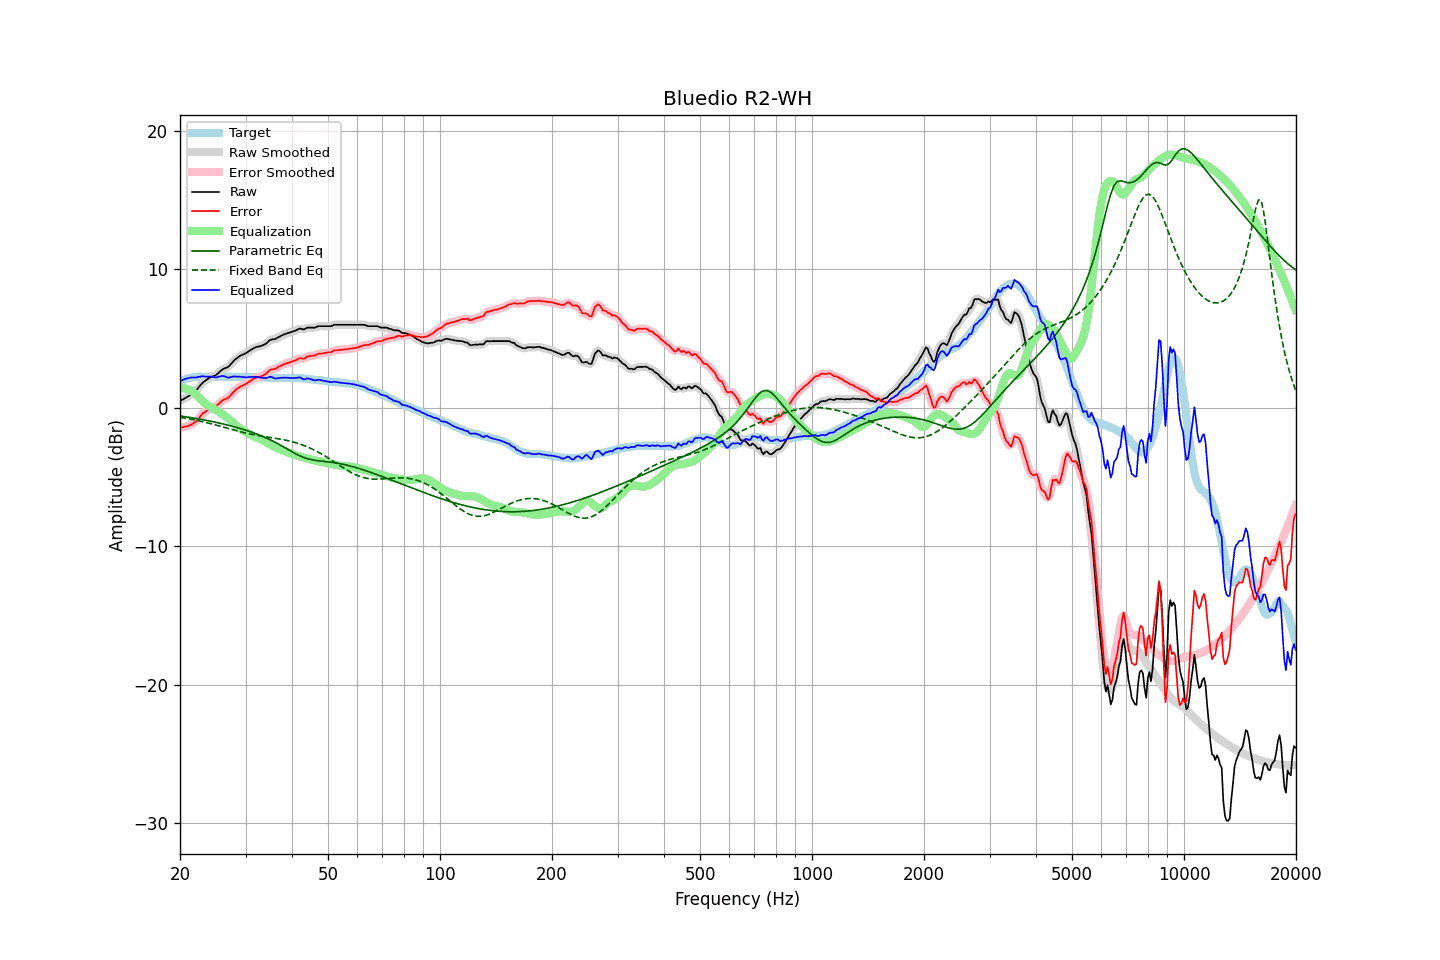 Bluedio R2-WH
Target
Raw Smoothed
Error Smoothed
Raw
Error
Equalization
Parametric Eq
Fixed Band Eq
Equalized
20
10
0
−10
−20
−30
Amplitude (dBr)
20 50 100 200 500 1000 2000 5000 10000 20000
Frequency (Hz)